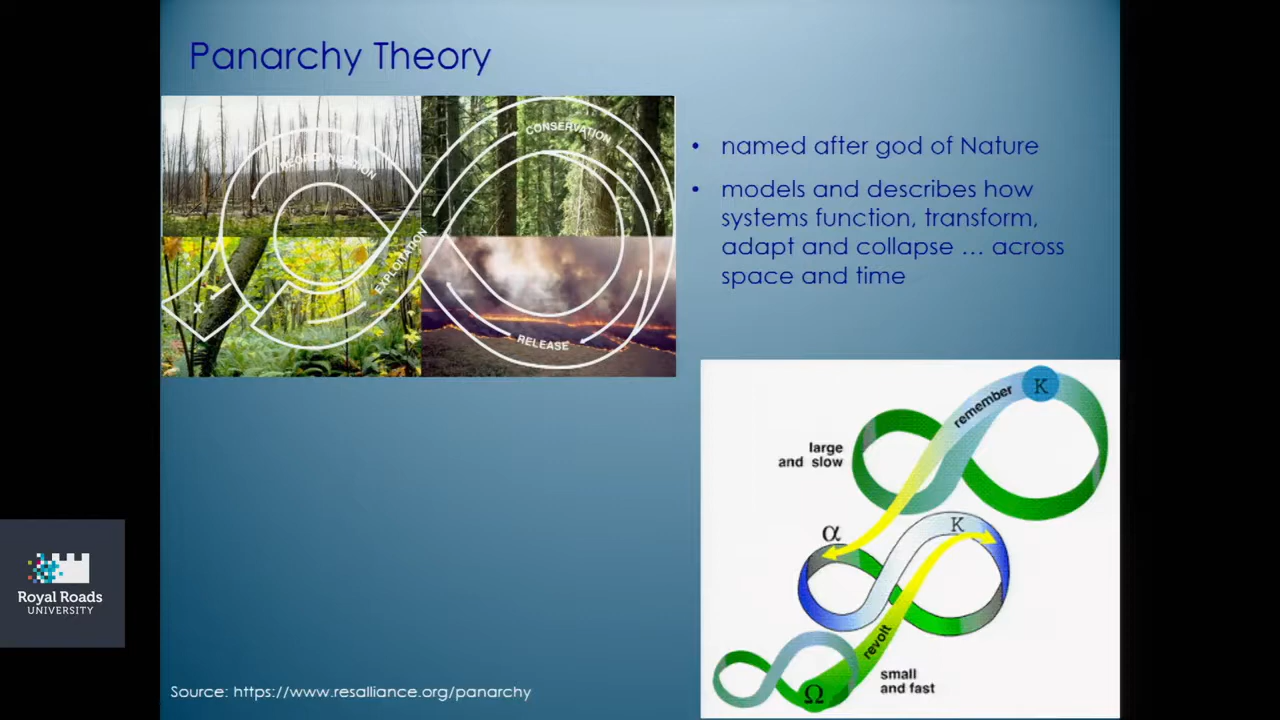 Panarchy Theory
REORGANIZATION
CONSERVATION
EXPLOITATION
RELEASE
x
• named after god of Nature
• models and describes how
systems function, transform,
adapt and collapse … across
space and time
K
remember
large
and slow
α
K
revolt
small
and fast
Ω
Royal Roads
UNIVERSITY
Source: https://www.resalliance.org/panarchy